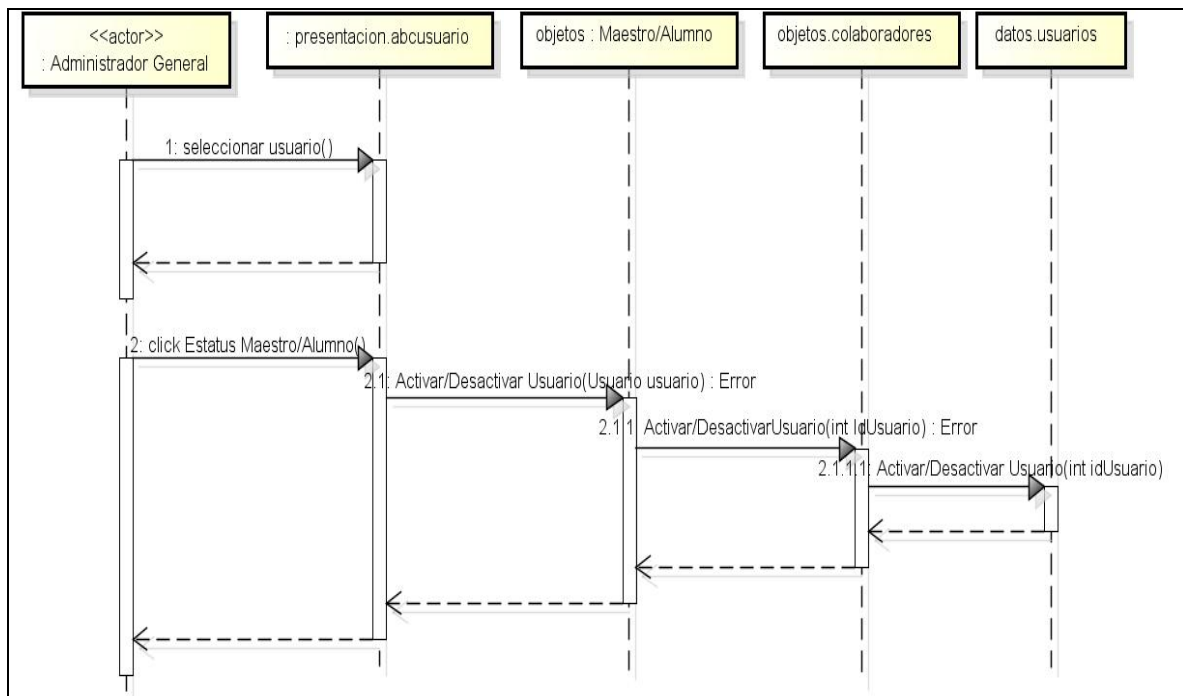 <<actor>>
: Administrador General
: presentacion.abcusuario
objetos : Maestro/Alumno
objetos.colaboradores
datos.usuarios
1: seleccionar usuario()
2: click Estatus Maestro/Alumno()
2.1: Activar/Desactivar Usuario(Usuario usuario) : Error
2.1.1: Activar/DesactivarUsuario(int IdUsuario) : Error
2.1.1.1: Activar/Desactivar Usuario(int idUsuario)